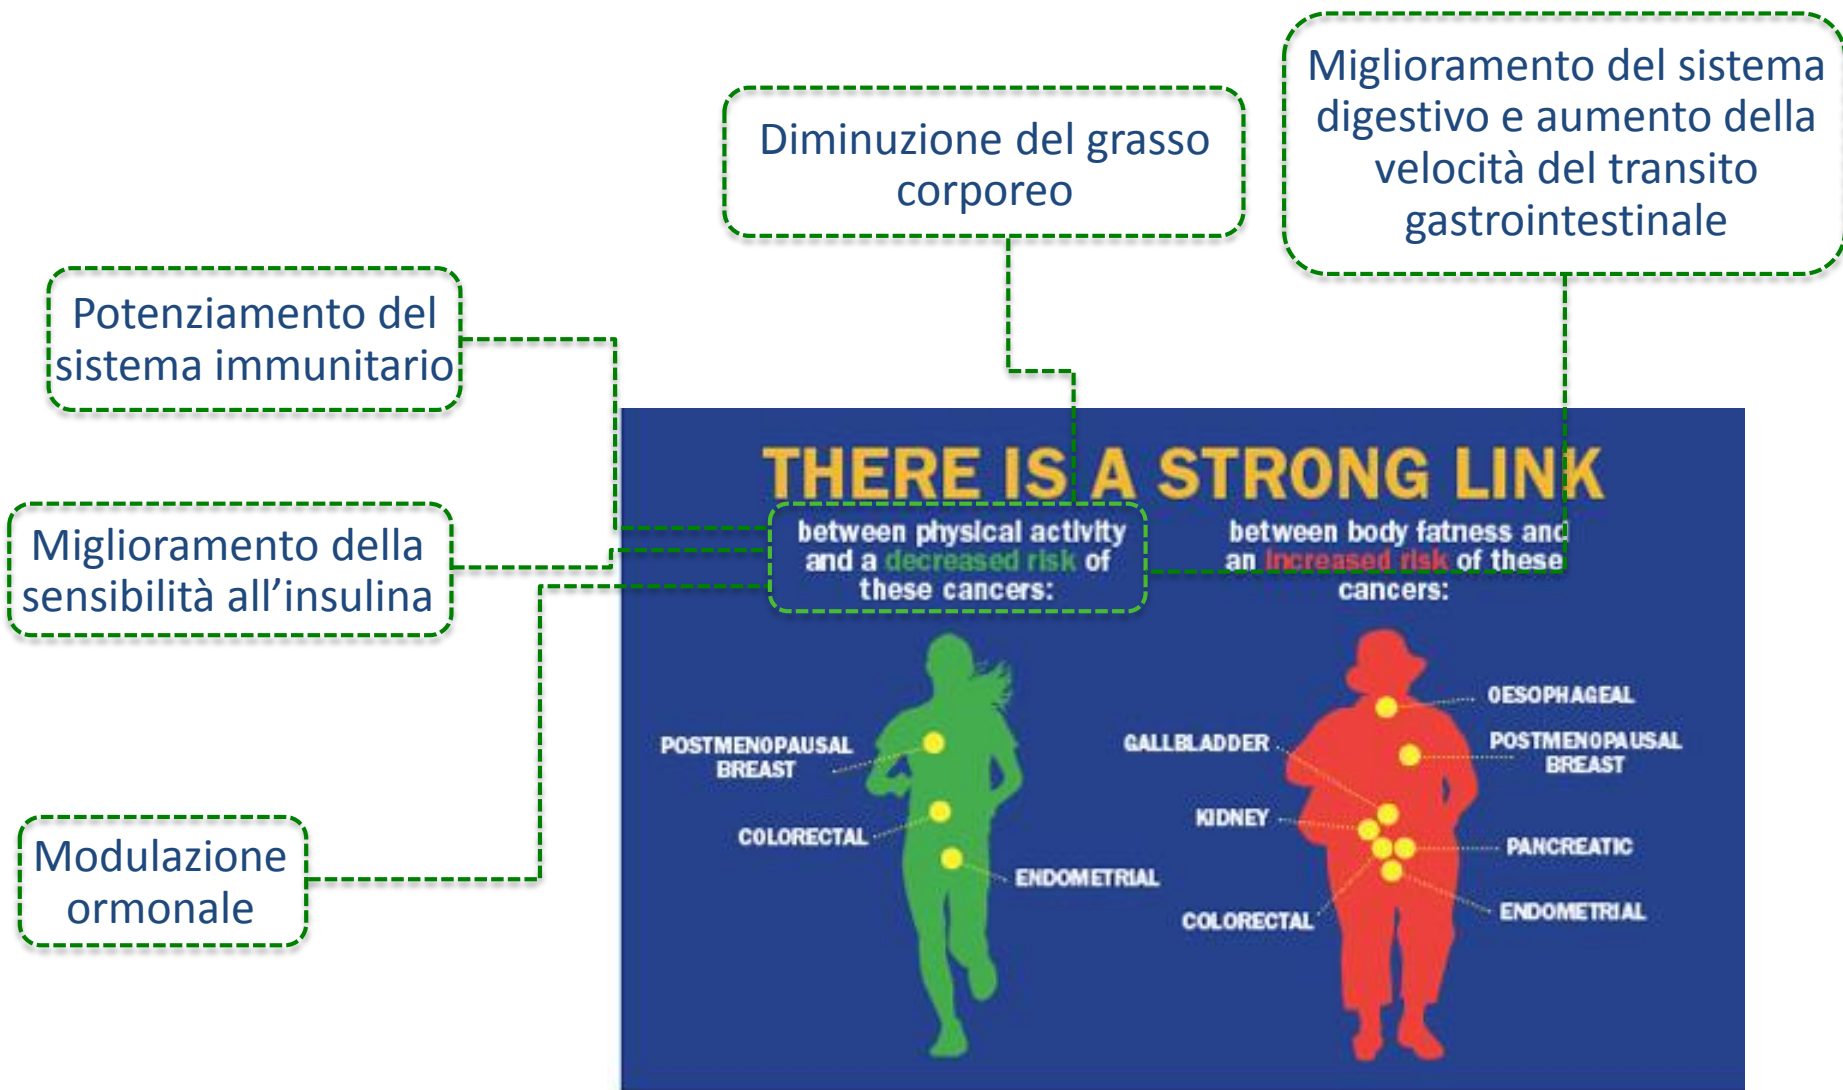 Miglioramento del sistema
digestivo e aumento della
velocità del transito
gastrointestinale
Diminuzione del grasso
corporeo
Potenziamento del
sistema immunitario
Miglioramento della
sensibilità all’insulina
Modulazione
ormonale
THERE IS A STRONG LINK
between physical activity
and a decreased risk of
these cancers:
between body fatness and
an increased risk of these
cancers:
POSTMENOPAUSAL
BREAST
COLORECTAL
ENDOMETRIAL
OESOPHAGEAL
GALLBLADDER
POSTMENOPAUSAL
BREAST
KIDNEY
PANCREATIC
COLORECTAL
ENDOMETRIAL